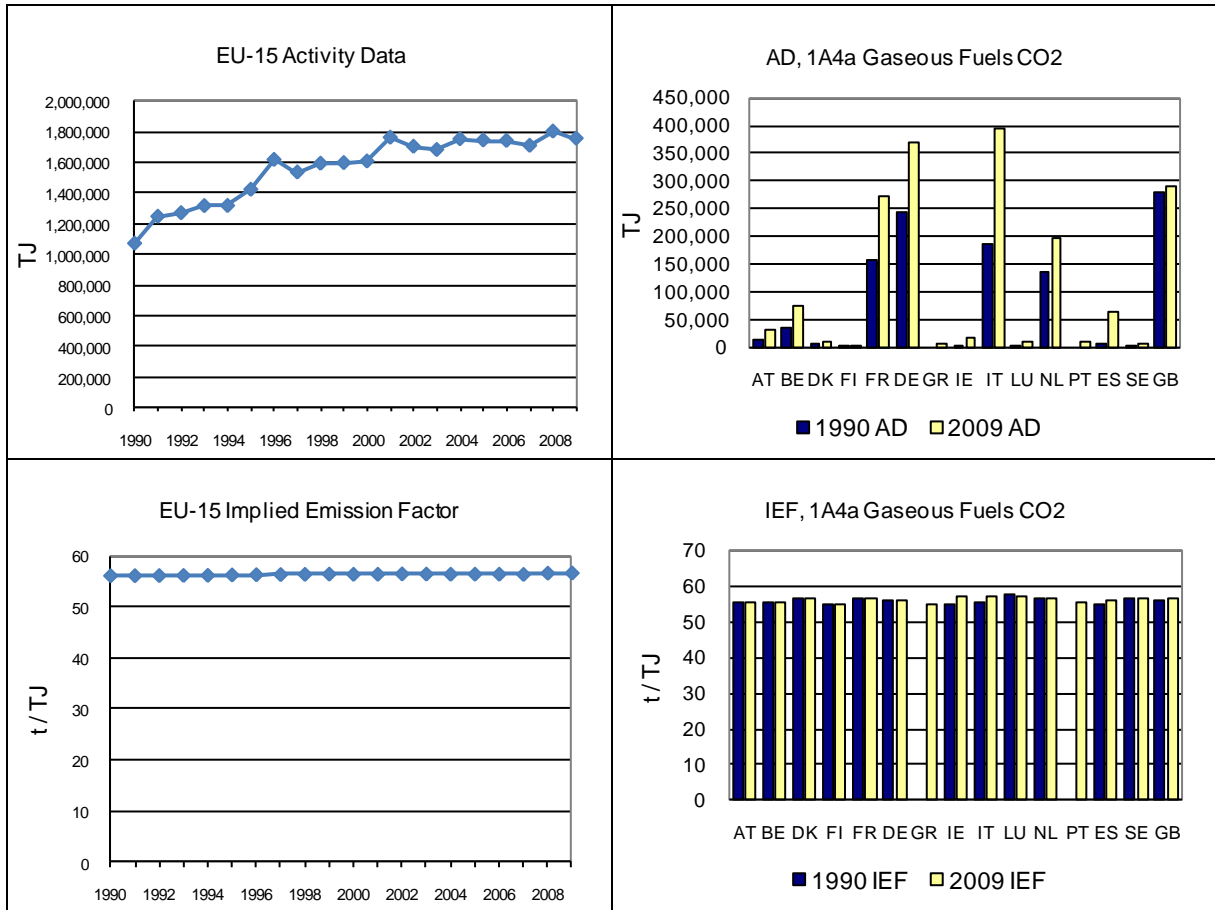 EU-15 Activity Data
TJ
2,000,000
1,800,000
1,600,000
1,400,000
1,200,000
1,000,000
800,000
600,000
400,000
200,000
0
1990 1992 1994 1996 1998 2000 2002 2004 2006 2008
AD, 1A4a Gaseous Fuels CO2
TJ
450,000
400,000
350,000
300,000
250,000
200,000
150,000
100,000
50,000
0
AT BE DK FI FR DE GR IE IT LU NL PT ES SE GB
1990 AD 2009 AD
EU-15 Implied Emission Factor
t / TJ
60
50
40
30
20
10
0
1990 1992 1994 1996 1998 2000 2002 2004 2006 2008
IEF, 1A4a Gaseous Fuels CO2
t / TJ
70
60
50
40
30
20
10
0
AT BE DK FI FR DE GR IE IT LU NL PT ES SE GB
1990 IEF 2009 IEF